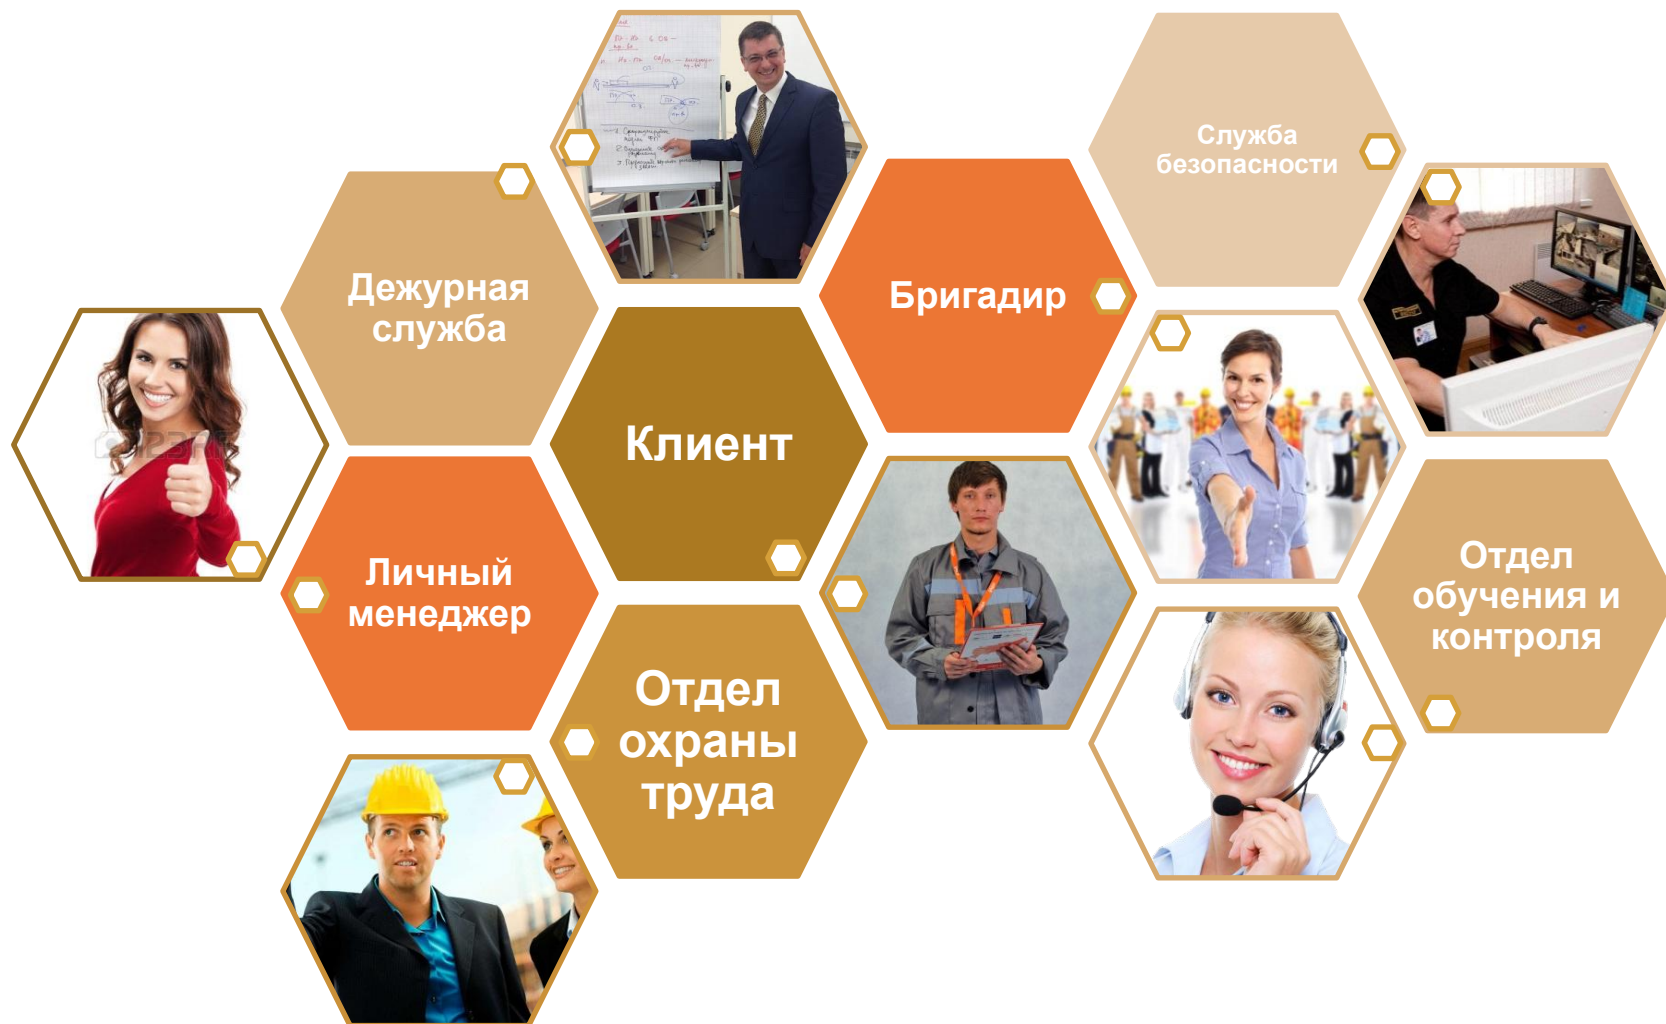 Служба
безопасности
Дежурная
служба
Бригадир
Клиент
Личный
менеджер
Отдел
обучения и
контроля
Отдел
охраны
труда